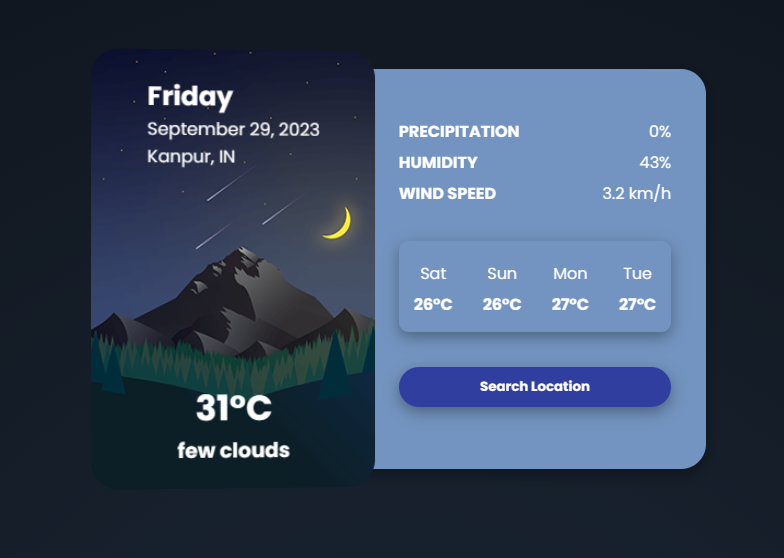 Friday
September 29, 2023
Kanpur, IN
31°C
few clouds
PRECIPITATION 0%
HUMIDITY 43%
WIND SPEED 3.2 km/h
Sat Sun Mon Tue
26°C 26°C 27°C 27°C
Search Location